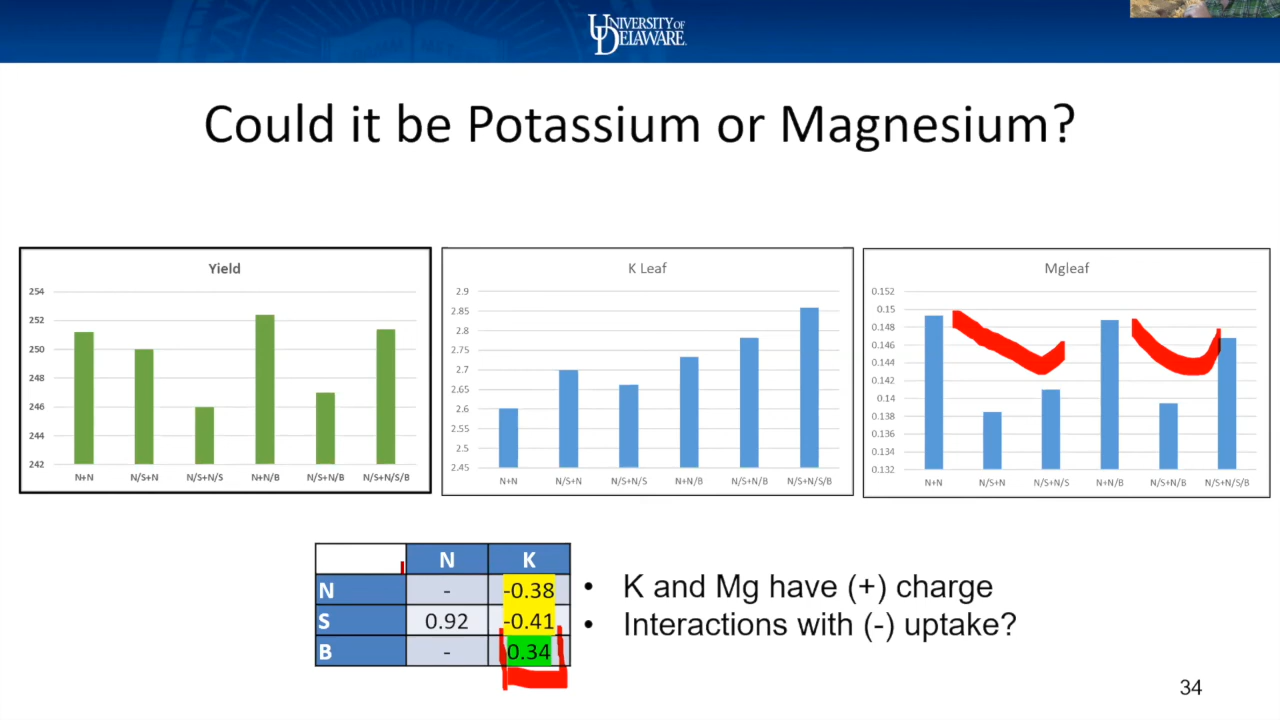 UNIVERSITY OF
DELAWARE
Could it be Potassium or Magnesium?
Yield
254
252
250
248
246
244
242
N+N N/S+N N/S+N/S N+N/B N/S+N/B N/S+N/S/B
K Leaf
2.9
2.85
2.8
2.75
2.7
2.65
2.6
2.55
2.5
2.45
N+N N/S+N N/S+N/S N+N/B N/S+N/B N/S+N/S/B
Mgleaf
0.152
0.15
0.148
0.146
0.144
0.142
0.14
0.138
0.136
0.134
0.132
N+N N/S+N N/S+N/S N+N/B N/S+N/B N/S+N/S/B
N K
N - -0.38
S 0.92 -0.41
B - 0.34
• K and Mg have (+) charge
• Interactions with (-) uptake?
34